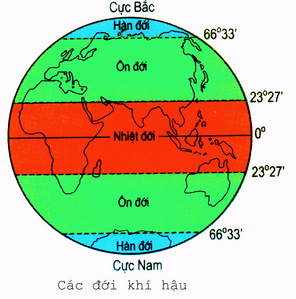 Cực Bắc
Hàn đới
66°33'
Ôn đới
23°27'
Nhiệt đới
0°
23°27'
Ôn đới
66°33'
Hàn đới
Cực Nam
Các đới khí hậu